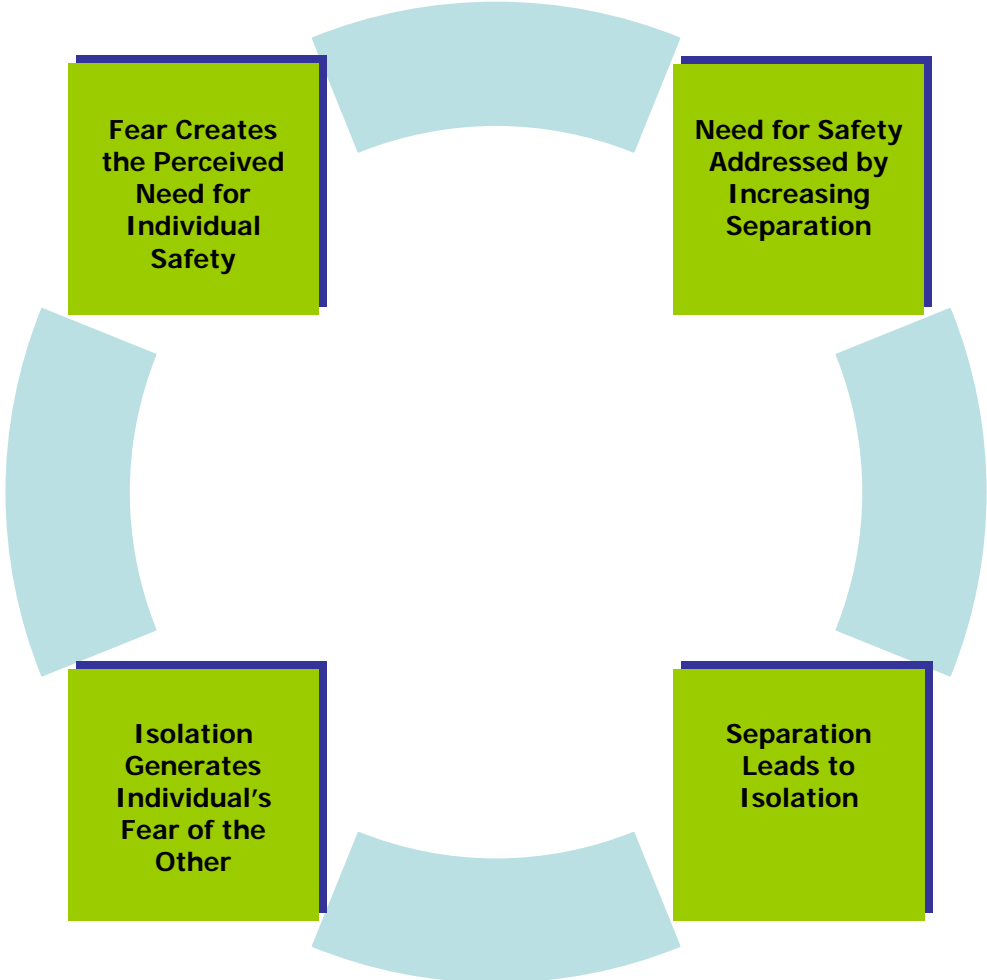 Fear Creates
the Perceived
Need for
Individual
Safety
Need for Safety
Addressed by
Increasing
Separation
Separation
Leads to
Isolation
Isolation
Generates
Individual's
Fear of the
Other